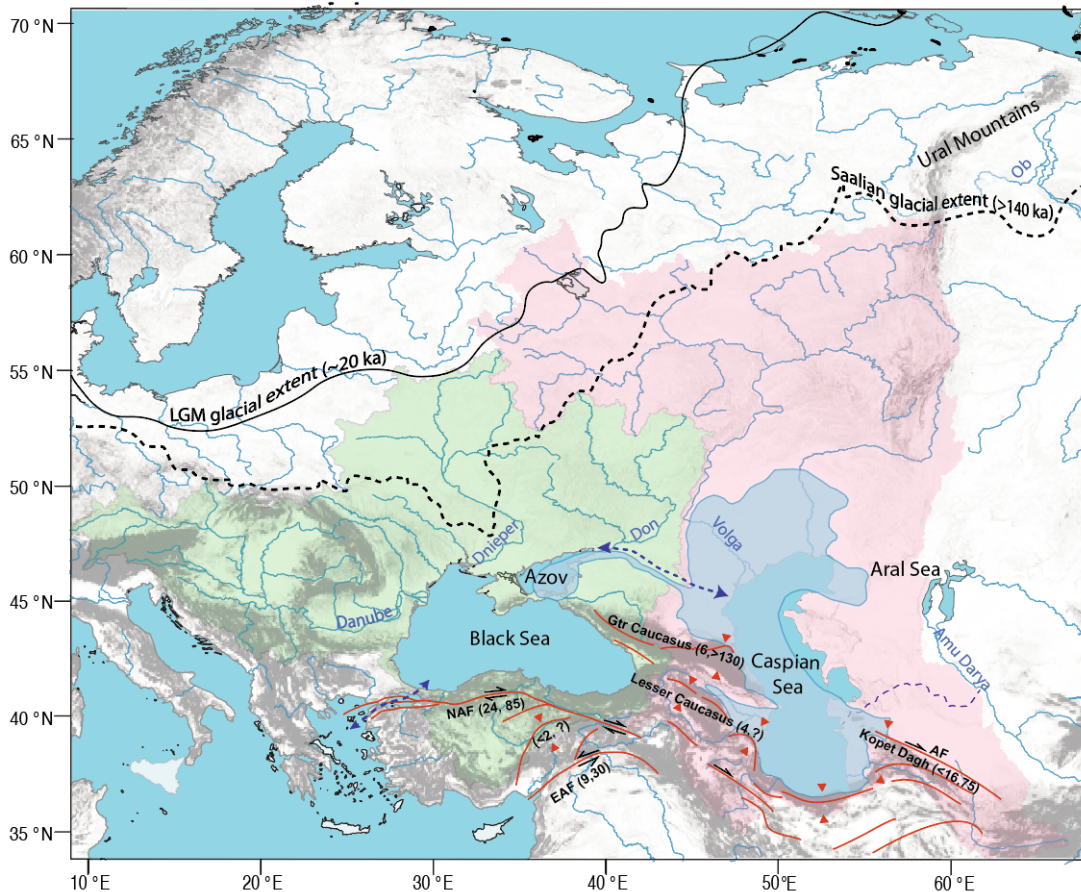 70 °N
65 °N
60 °N
55 °N
50 °N
45 °N
40 °N
35 °N
10°E
20 °E
30 °E
40 °E
50 °E
60 °E
Ural Mountains
Ob
Saalian glacial extent (>140 ka)
LGM glacial extent (~20 ka)
Dnieper
Don
Volga
Azov
Aral Sea
Danube
Black Sea
Gtr Caucasus (6,>130)
Caspian
Sea
Amu Darya
Lesser Caucasus (4,?)
NAF (24, 85)
(<2, ?)
EAF (9,30)
AF
Kopet Dagh (<16,75)